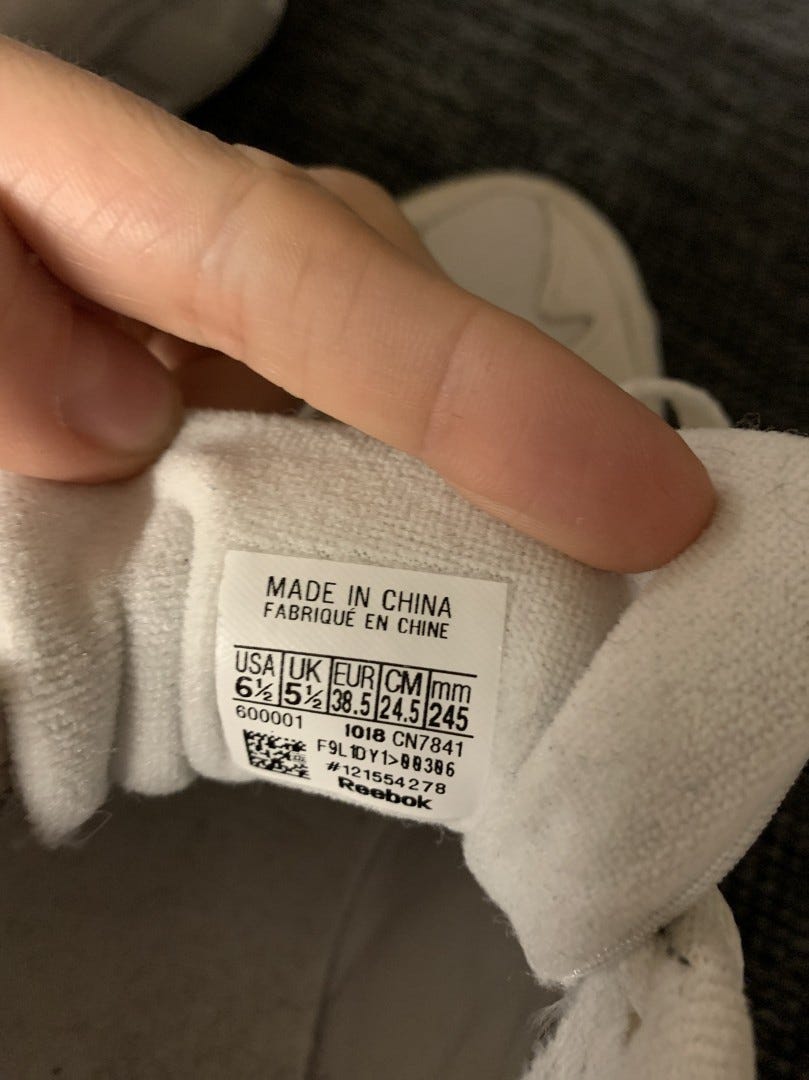 MADE IN CHINA
FABRIQUÉ EN CHINE
USA UK EUR CM mm
6½ 5½ 38.5 24.5 245
600001 1018 CN7841
F9L1DY1>00306
#121554278
Reebok